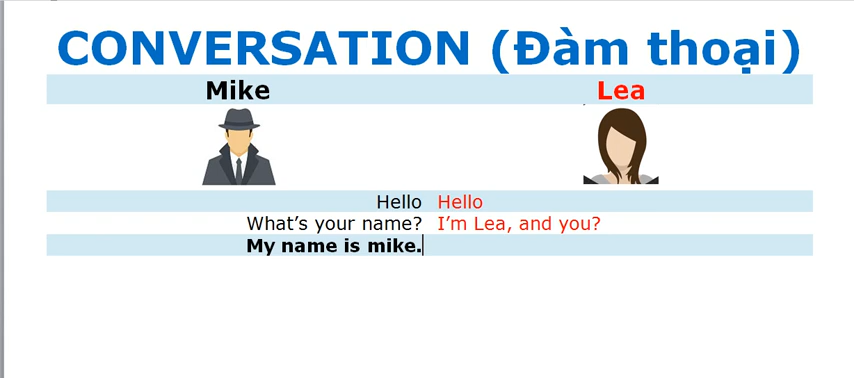 CONVERSATION (Đàm thoại)
Mike Lea
Hello Hello
What's your name? I'm Lea, and you?
My name is mike.